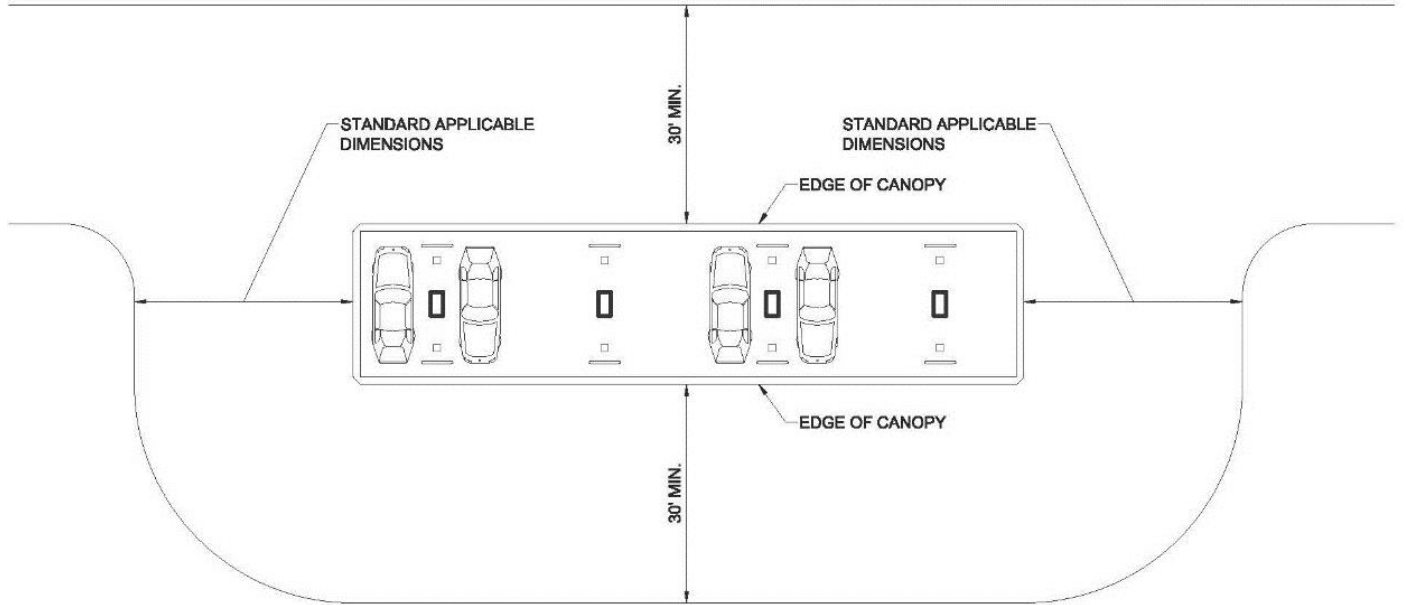 30' MIN.
STANDARD APPLICABLE
DIMENSIONS
STANDARD APPLICABLE
DIMENSIONS
EDGE OF CANOPY
EDGE OF CANOPY
30' MIN.